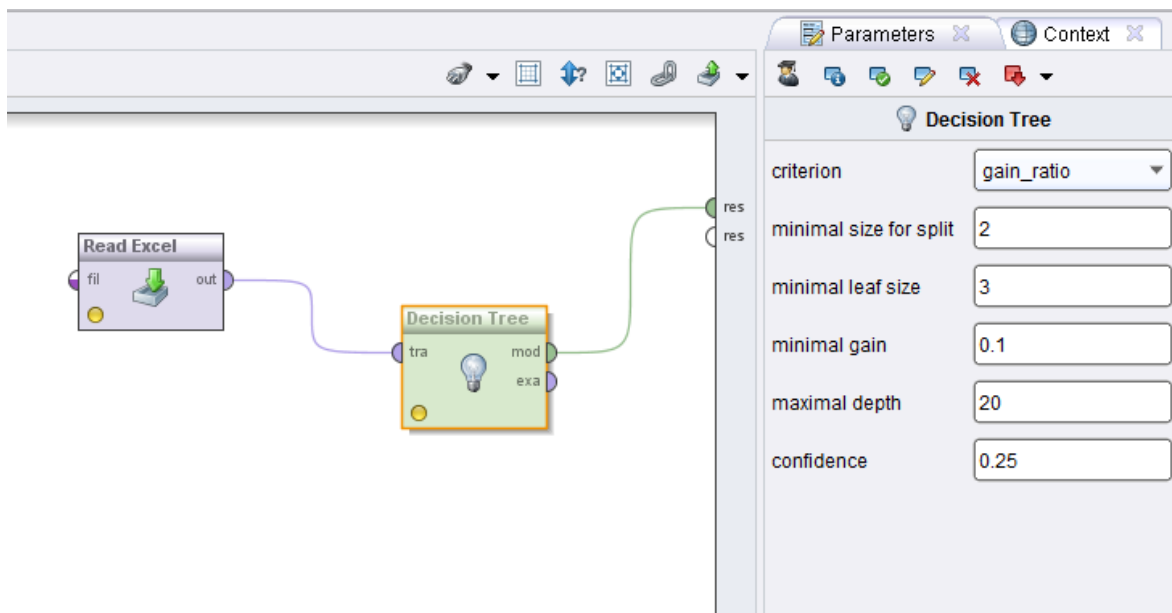 Parameters
Context
Decision Tree
criterion
gain_ratio
minimal size for split
2
minimal leaf size
3
minimal gain
0.1
maximal depth
20
confidence
0.25
Read Excel
fil
out
Decision Tree
tra
mod
exa
res
res